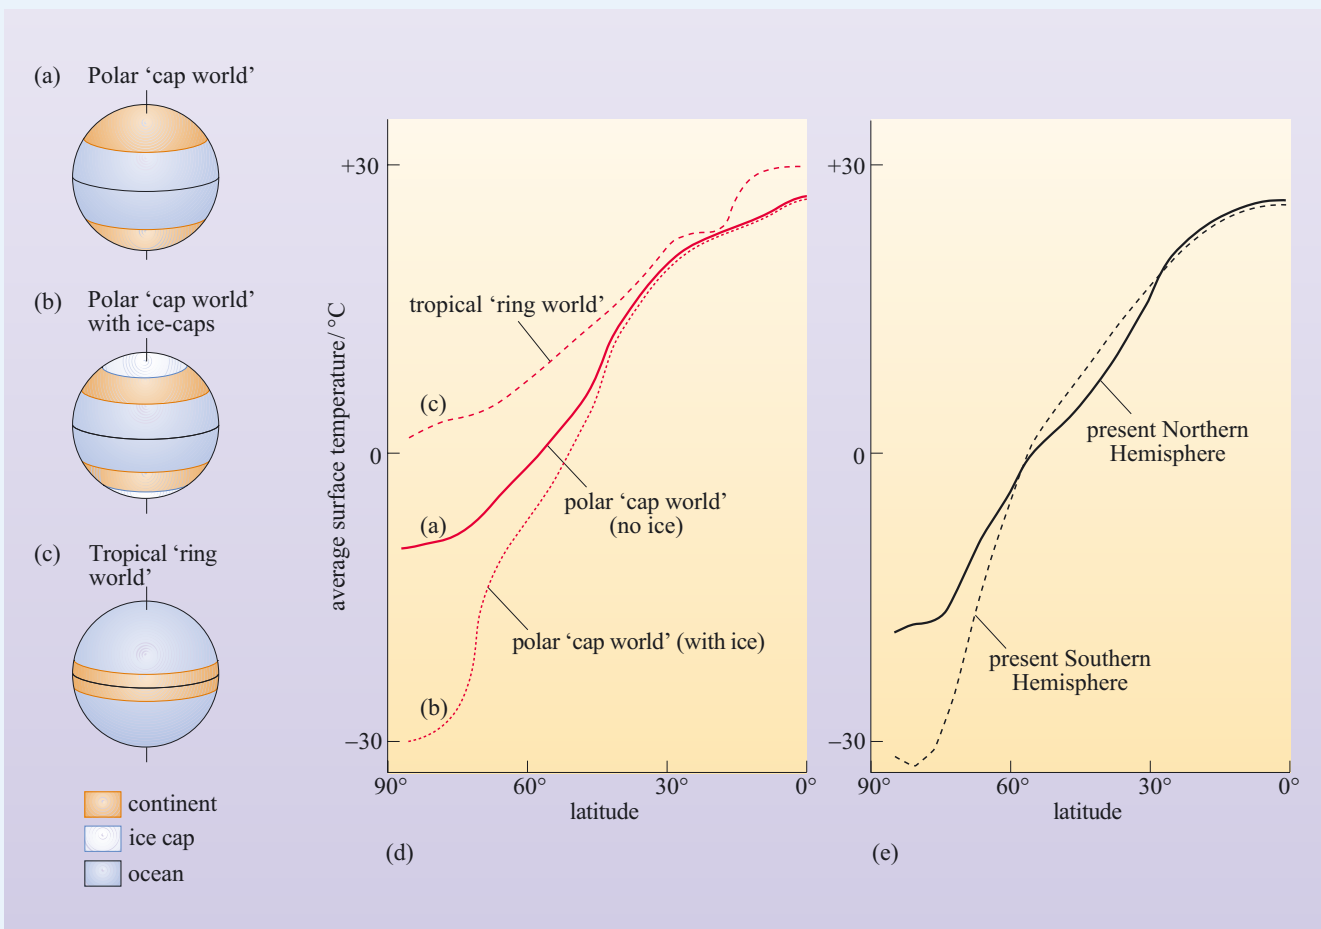 (a) Polar ‘cap world’
(b) Polar ‘cap world’
with ice-caps
(c) Tropical ‘ring
world’
continent
ice cap
ocean
average surface temperature/ °C
+30
0
–30
90°
60°
30°
0°
latitude
tropical ‘ring world’
(c)
polar ‘cap world’
(no ice)
(a)
polar ‘cap world’ (with ice)
(b)
(d)
+30
0
–30
90°
60°
30°
0°
latitude
present Northern
Hemisphere
present Southern
Hemisphere
(e)